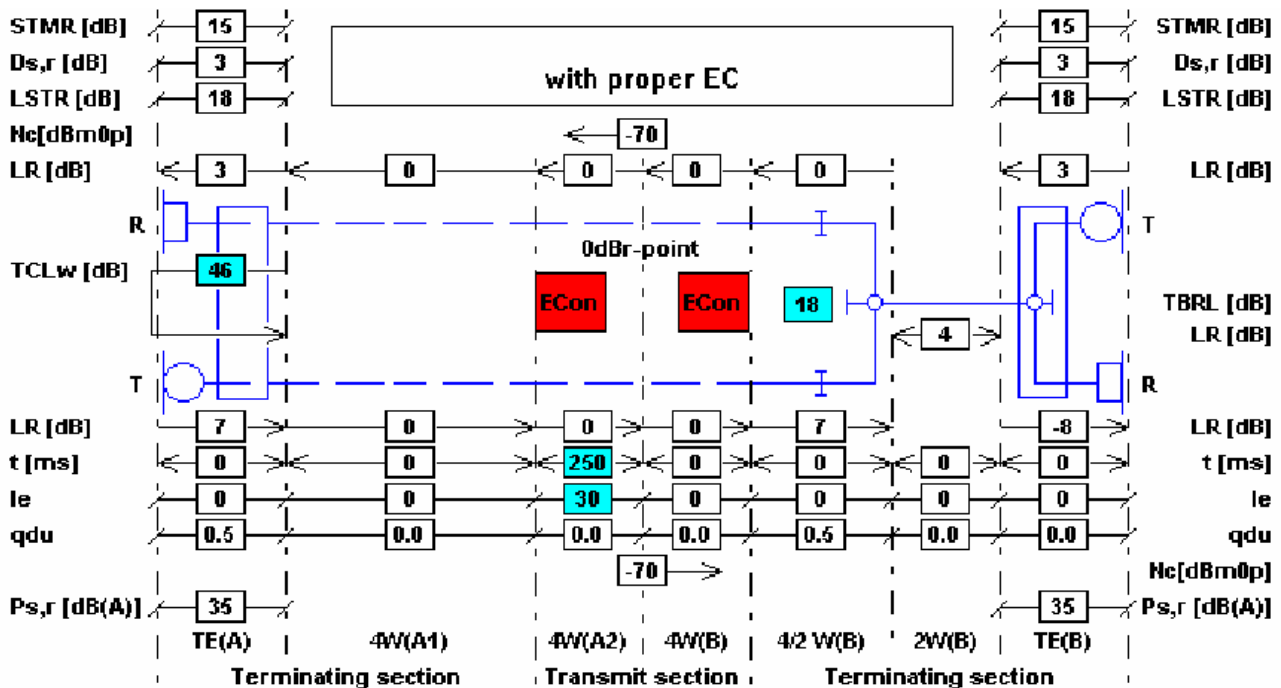 STMR [dB] 15 15 STMR [dB]
Ds,r [dB] 3 3 Ds,r [dB]
with proper EC
LSTR [dB] 18 18 LSTR [dB]
Nc[dBm0p] -70
LR [dB] 3 0 0 0 0 3 LR [dB]
R T
0dBr-point
TCLw [dB] 46
ECon ECon 18 TBRL [dB]
4 LR [dB]
T R
LR [dB] 7 0 0 0 7 -8 LR [dB]
t [ms] 0 0 250 0 0 0 0 t [ms]
Ie 0 0 30 0 0 0 0 Ie
qdu 0.5 0.0 0.0 0.0 0.5 0.0 0.0 qdu
-70 Nc[dBm0p]
Ps,r [dB(A)] 35 35 Ps,r [dB(A)]
TE(A) 4W(A1) 4W(A2) 4W(B) 4/2 W(B) 2W(B) TE(B)
Terminating section Transmit section Terminating section